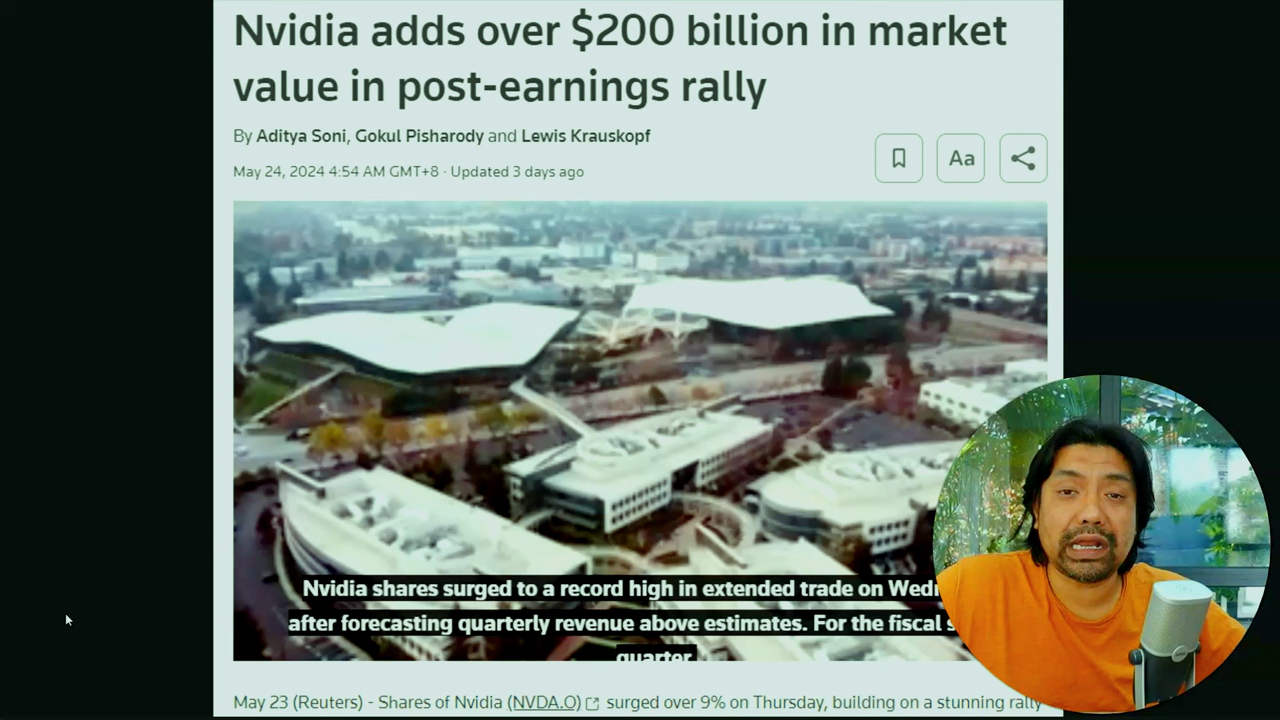 Nvidia adds over $200 billion in market
value in post-earnings rally
By Aditya Soni, Gokul Pisharody and Lewis Krauskopf
May 24, 2024 4:54 AM GMT+8 · Updated 3 days ago
Aa
Nvidia shares surged to a record high in extended trade on
after forecasting quarterly revenue above estimates. For the fiscal
quarter
May 23 (Reuters) - Shares of Nvidia (NVDA.O) surged over 9% on Thursday, building on a stunning rally